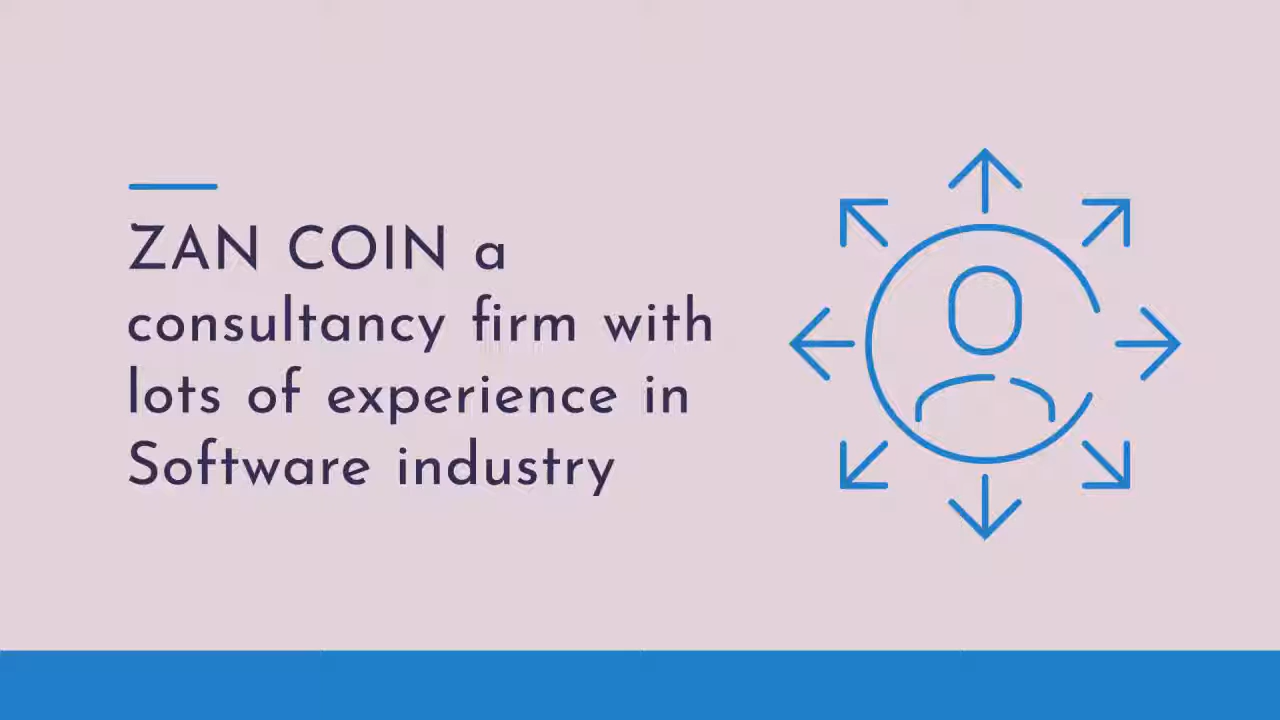 ZAN COIN a
consultancy firm with
lots of experience in
Software industry